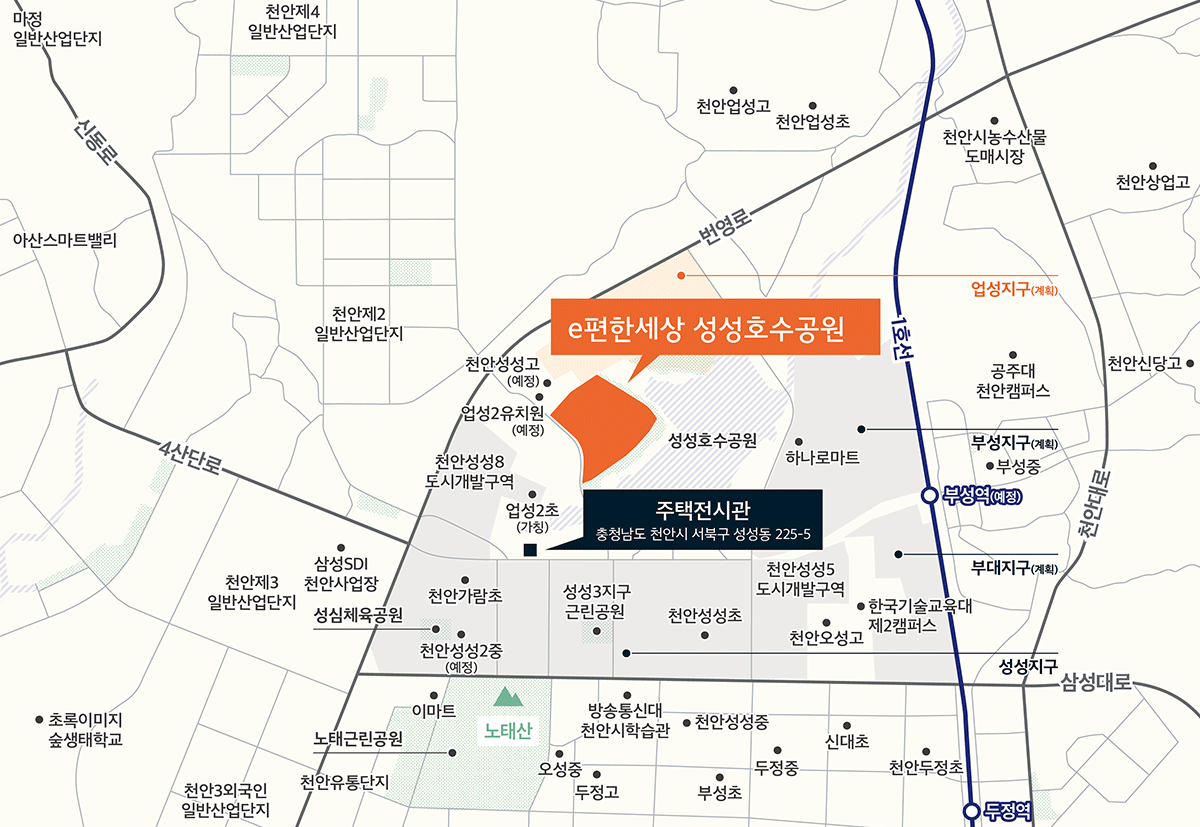 마정
일반산업단지
천안제4
일반산업단지
신동로
천안업성고
천안업성초
천안시농수산물
도매시장
천안상업고
아산스마트밸리
번영로
업성지구(계획)
천안제2
일반산업단지
e편한세상 성성호수공원
1호선
천안성성고
(예정)
업성2유치원
(예정)
공주대
천안캠퍼스
천안신당고
성성호수공원
하나로마트
부성지구(계획)
부성중
4산단로
천안성성8
도시개발구역
업성2초
(가칭)
주택전시관
충청남도 천안시 서북구 성성동 225-5
부성역(예정)
천안대로
삼성SDI
천안사업장
천안제3
일반산업단지
천안가람초
성성3지구
근린공원
천안성성초
천안성성5
도시개발구역
부대지구(계획)
성심체육공원
천안성성2중
(예정)
천안오성고
한국기술교육대
제2캠퍼스
성성지구
삼성대로
초록이미지
숲생태학교
이마트
노태산
노태근린공원
방송통신대
천안시학습관
천안성성중
신대초
천안유통단지
오성중
두정고
두정중
부성초
천안두정초
천안3외국인
일반산업단지
두정역